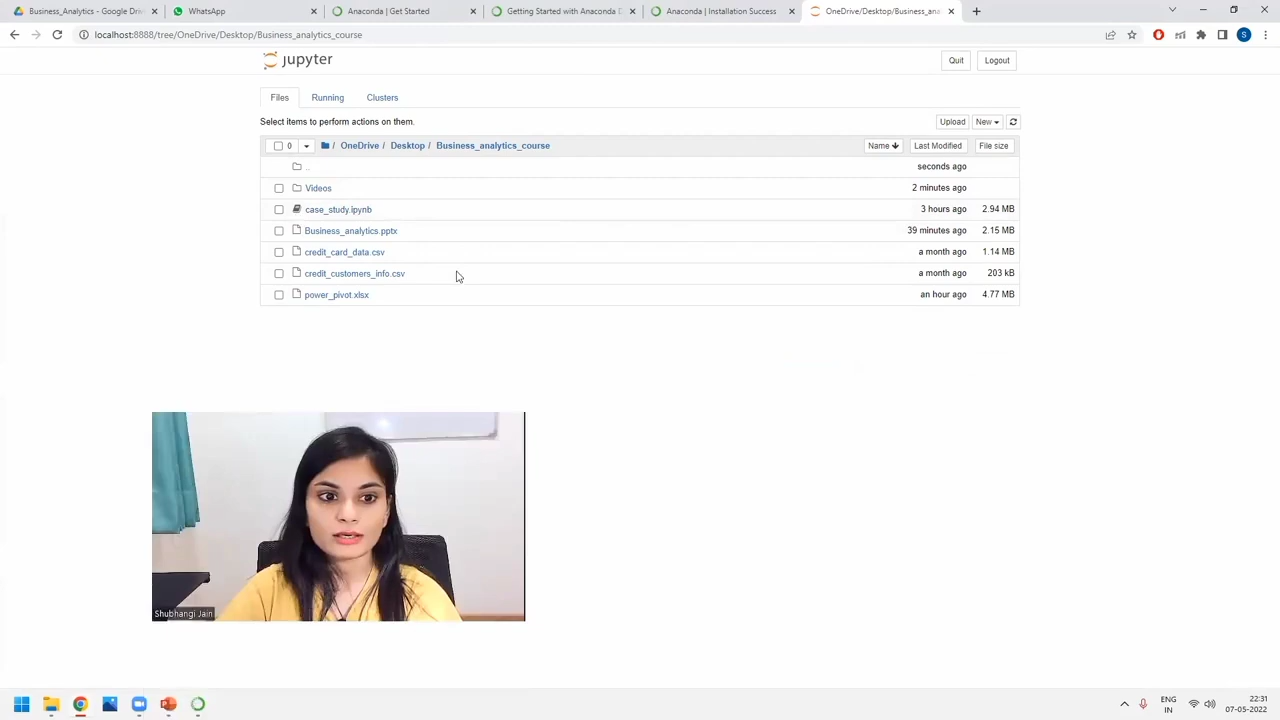 Business_Analytics - Google Driv
WhatsApp
Anaconda | Get Started
Getting Started with Anaconda D
Anaconda | Installation Success
OneDrive/Desktop/Business_ana
localhost:8888/tree/OneDrive/Desktop/Business_analytics_course
S
jupyter
Quit
Logout
Files
Running
Clusters
Select items to perform actions on them.
Upload
New
0
/ OneDrive / Desktop / Business_analytics_course
Name
Last Modified
File size
..
seconds ago
Videos
2 minutes ago
case_study.ipynb
3 hours ago
2.94 MB
Business_analytics.pptx
39 minutes ago
2.15 MB
credit_card_data.csv
a month ago
1.14 MB
credit_customers_info.csv
a month ago
203 kB
power_pivot.xlsx
an hour ago
4.77 MB
Shubhangi Jain
ENG
IN
22:31
07-05-2022